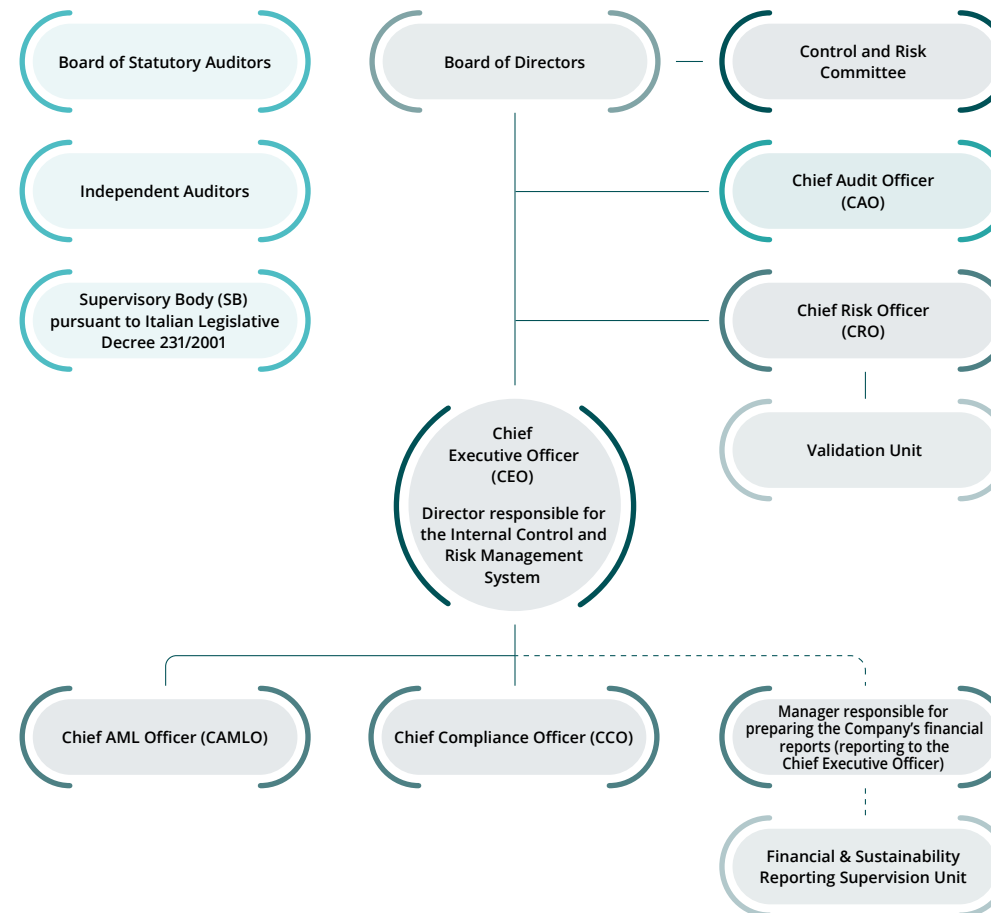 Board of Statutory Auditors
Board of Directors
Control and Risk
Committee
Independent Auditors
Chief Audit Officer
(CAO)
Supervisory Body (SB)
pursuant to Italian Legislative
Decree 231/2001
Chief Risk Officer
(CRO)
Validation Unit
Chief
Executive Officer
(CEO)
Director responsible for
the Internal Control and
Risk Management
System
Chief AML Officer (CAMLO)
Chief Compliance Officer (CCO)
Manager responsible for
preparing the Company’s financial
reports (reporting to the
Chief Executive Officer)
Financial & Sustainability
Reporting Supervision Unit